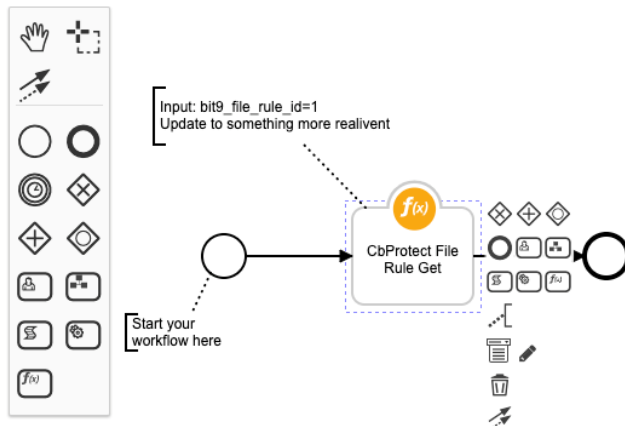 Input: bit9_file_rule_id=1
Update to something more realivent
f(x)
CbProtect File
Rule Get
Start your
workflow here
f(x)
f(x)